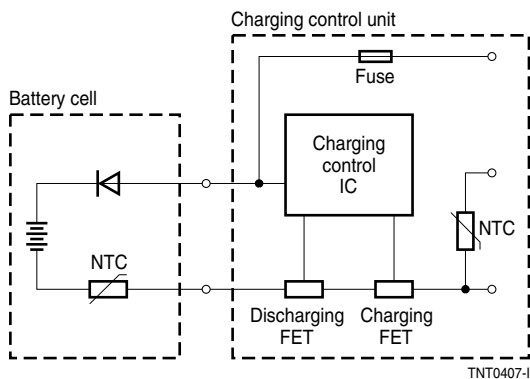 Charging control unit
Fuse
Battery cell
Charging
control
IC
NTC
NTC
Discharging
FET
Charging
FET
TNT0407-I